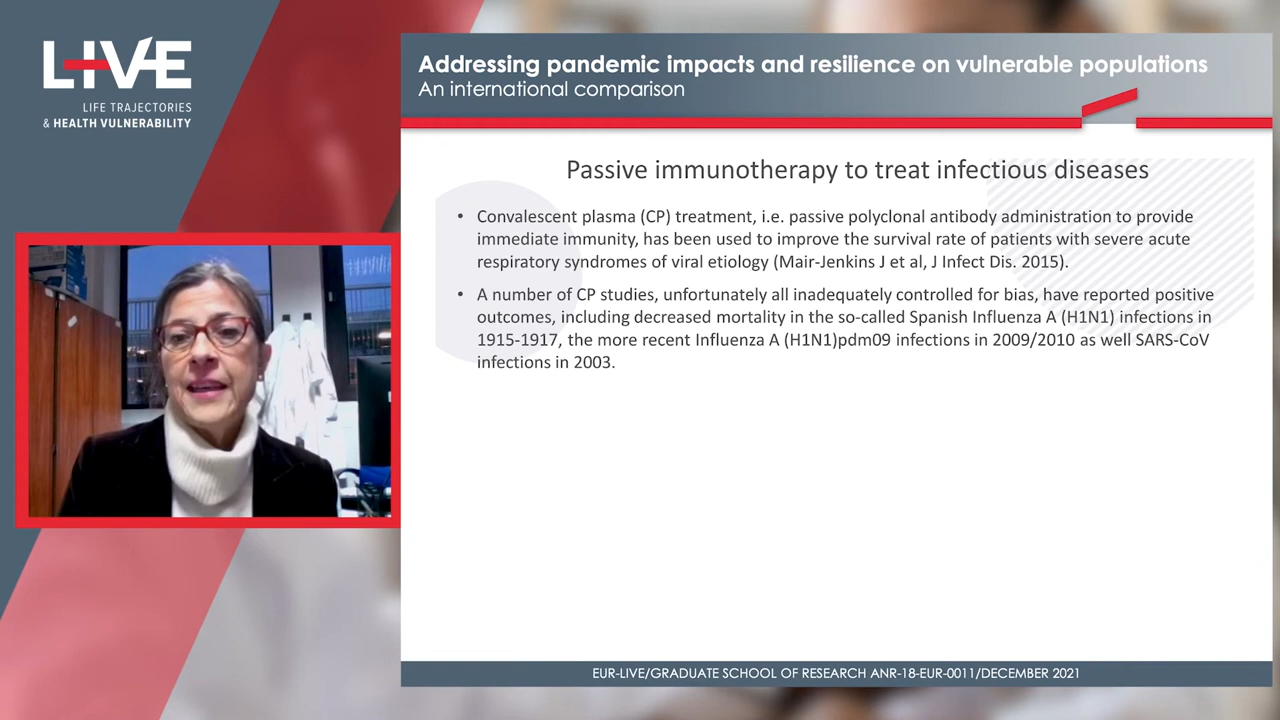 LIVE
LIFE TRAJECTORIES
& HEALTH VULNERABILITY
Addressing pandemic impacts and resilience on vulnerable populations
An international comparison
Passive immunotherapy to treat infectious diseases
• Convalescent plasma (CP) treatment, i.e. passive polyclonal antibody administration to provide
immediate immunity, has been used to improve the survival rate of patients with severe acute
respiratory syndromes of viral etiology (Mair-Jenkins J et al, J Infect Dis. 2015).
• A number of CP studies, unfortunately all inadequately controlled for bias, have reported positive
outcomes, including decreased mortality in the so-called Spanish Influenza A (H1N1) infections in
1915-1917, the more recent Influenza A (H1N1)pdm09 infections in 2009/2010 as well SARS-CoV
infections in 2003.
EUR-LIVE/GRADUATE SCHOOL OF RESEARCH ANR-18-EUR-0011/DECEMBER 2021